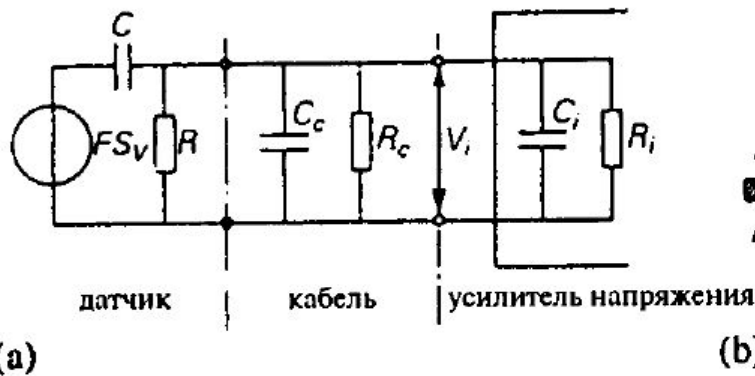 C
FS_v R C_c R_c V_i C_i R_i
датчик кабель усилитель напряжения
(a) (b)